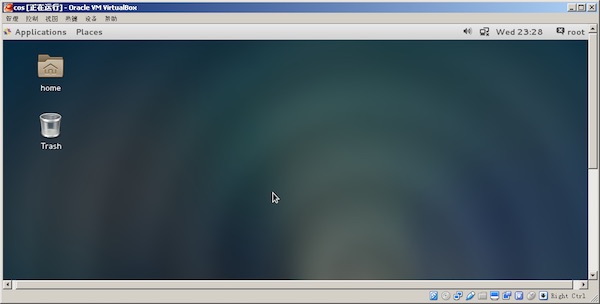 cos [正在运行] - Oracle VM VirtualBox
管理 控制 视图 热键 设备 帮助
Applications Places Wed 23:28 root
home
Trash
Right Ctrl